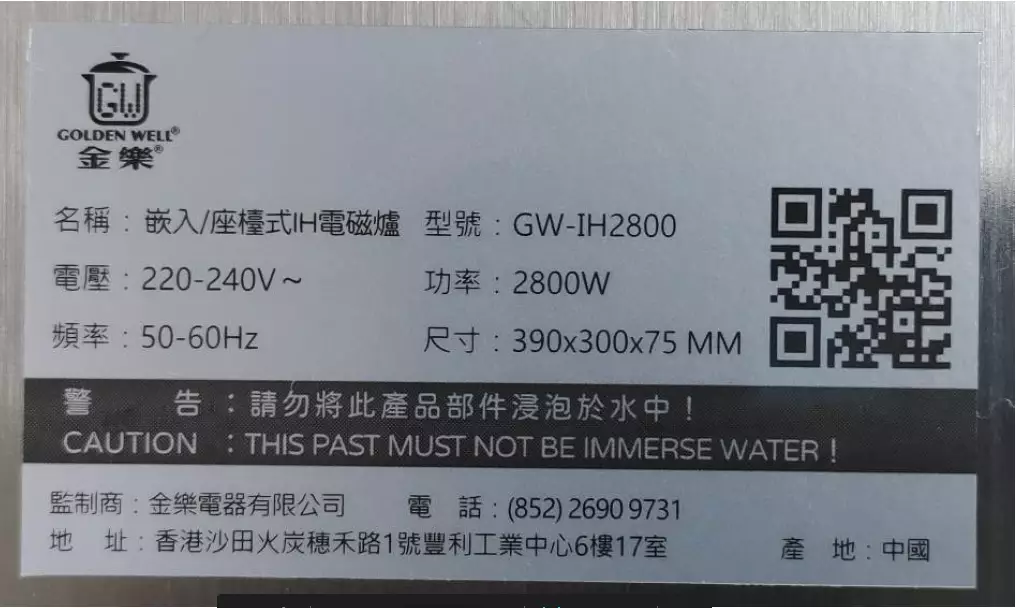 GW
GOLDEN WELL®
金樂®
名稱：嵌入/座檯式IH電磁爐 型號：GW-IH2800
電壓：220-240V～ 功率：2800W
頻率：50-60Hz 尺寸：390x300x75 MM
警 告：請勿將此產品部件浸泡於水中！
CAUTION ：THIS PAST MUST NOT BE IMMERSE WATER！
監制商：金樂電器有限公司 電 話：(852) 2690 9731
地 址：香港沙田火炭穗禾路1號豐利工業中心6樓17室 產 地：中國